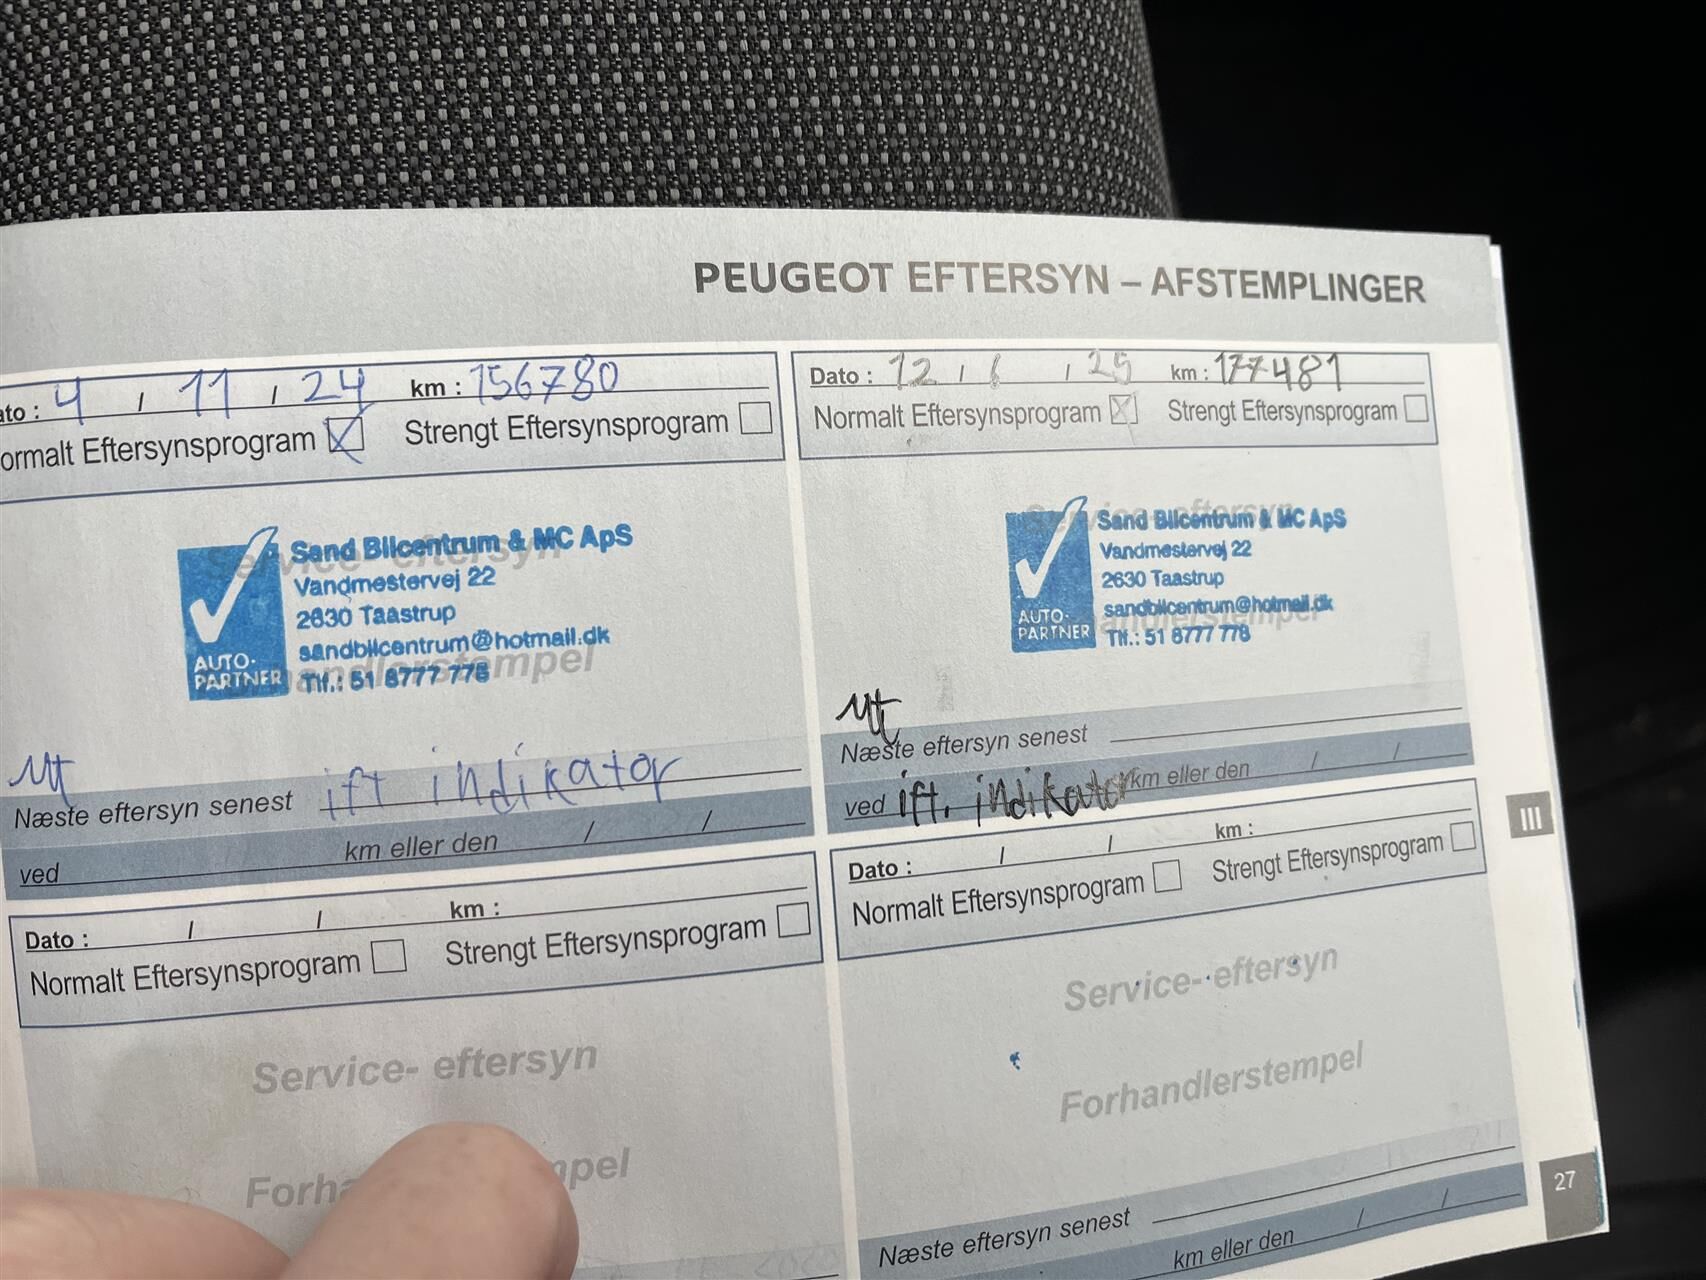 PEUGEOT EFTERSYN – AFSTEMPLINGER
ato : 4 / 11 / 24 km : 156780
ormalt Eftersynsprogram Strengt Eftersynsprogram
Service- eftersyn
Sand Bilcentrum & MC ApS
Vandmestervej 22
2630 Taastrup
sandbilcentrum@hotmail.dk
Tlf.: 51 8777 778
AUTO-
PARTNER
Næste eftersyn senest ift indikator
ved km eller den / /
Dato : 12 / 6 / 25 km : 177481
Normalt Eftersynsprogram Strengt Eftersynsprogram
Sand Bilcentrum & MC ApS
Vandmestervej 22
2630 Taastrup
sandbilcentrum@hotmail.dk
Tlf.: 51 8777 778
AUTO-
PARTNER
Næste eftersyn senest
ved ift. indikator km eller den / /
Dato : / / km :
Normalt Eftersynsprogram Strengt Eftersynsprogram
Service- eftersyn
Forh mpel
Dato : / / km :
Normalt Eftersynsprogram Strengt Eftersynsprogram
Service- eftersyn
Forhandlerstempel
Næste eftersyn senest
km eller den / /
III
27